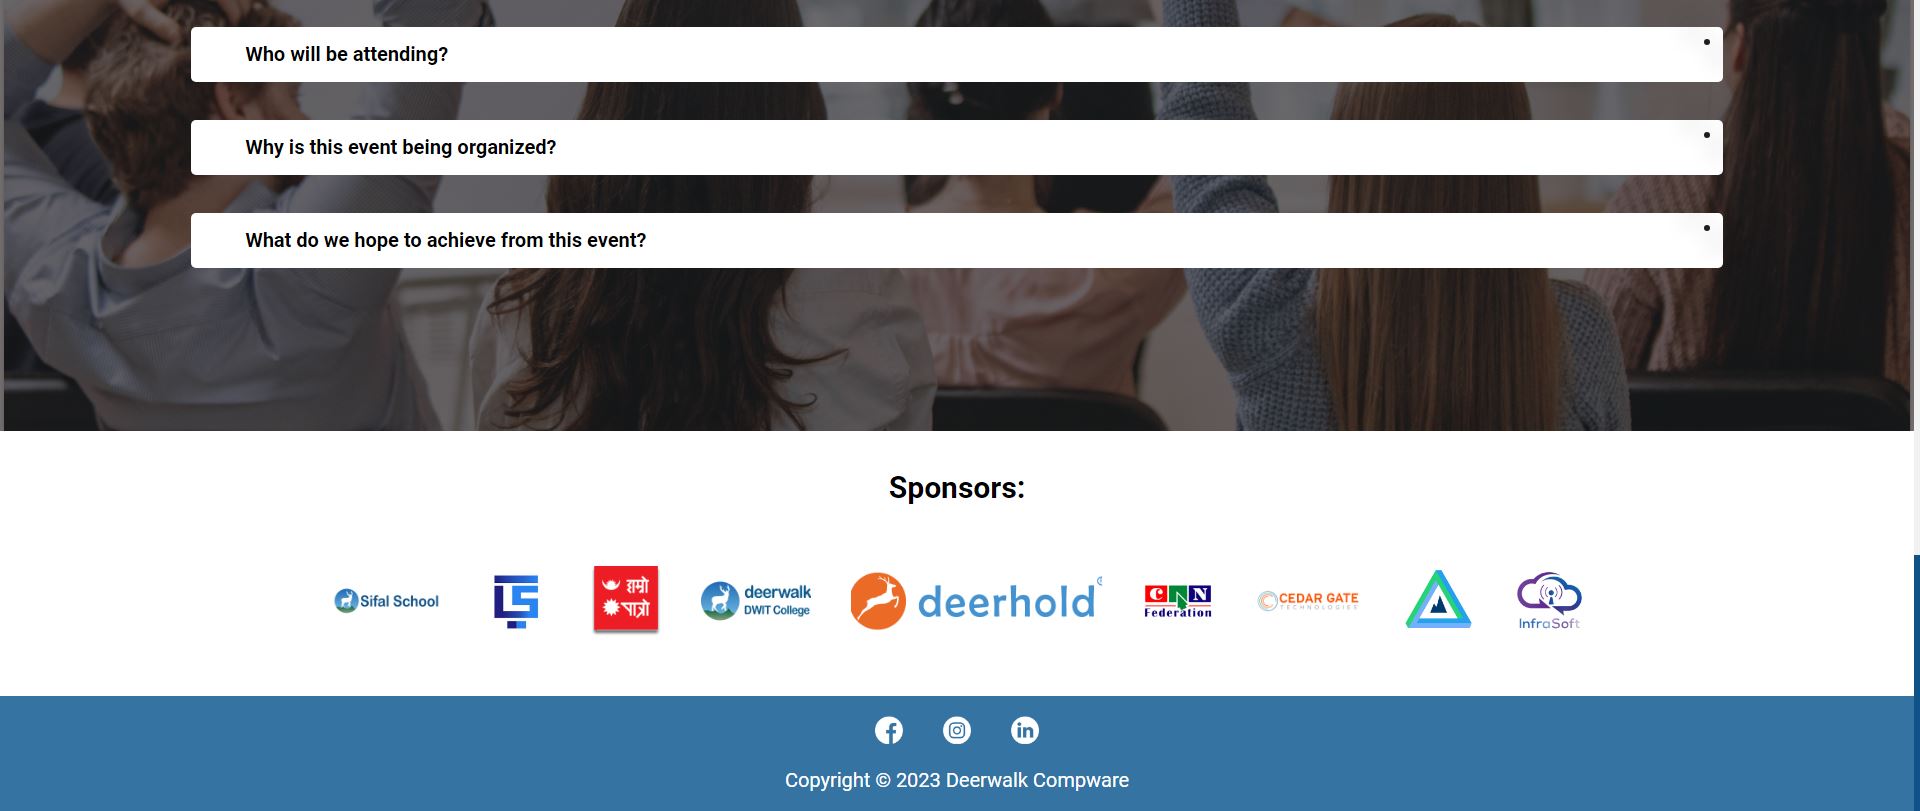 Who will be attending?
Why is this event being organized?
What do we hope to achieve from this event?
Sponsors:
Sifal School
हाम्रो
पात्रो
deerwalk
DWIT College
deerhold
CAN
Federation
CEDAR GATE
TECHNOLOGIES
InfraSoft
Copyright © 2023 Deerwalk Compware